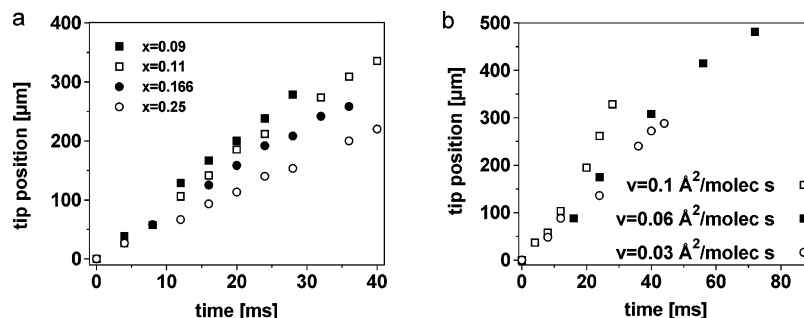 a
400
300
200
100
0
tip position [µm]
x=0.09
x=0.11
x=0.166
x=0.25
0 10 20 30 40
time [ms]
b
500
400
300
200
100
0
tip position [µm]
v=0.1 Å²/molec s
v=0.06 Å²/molec s
v=0.03 Å²/molec s
0 20 40 60 80
time [ms]